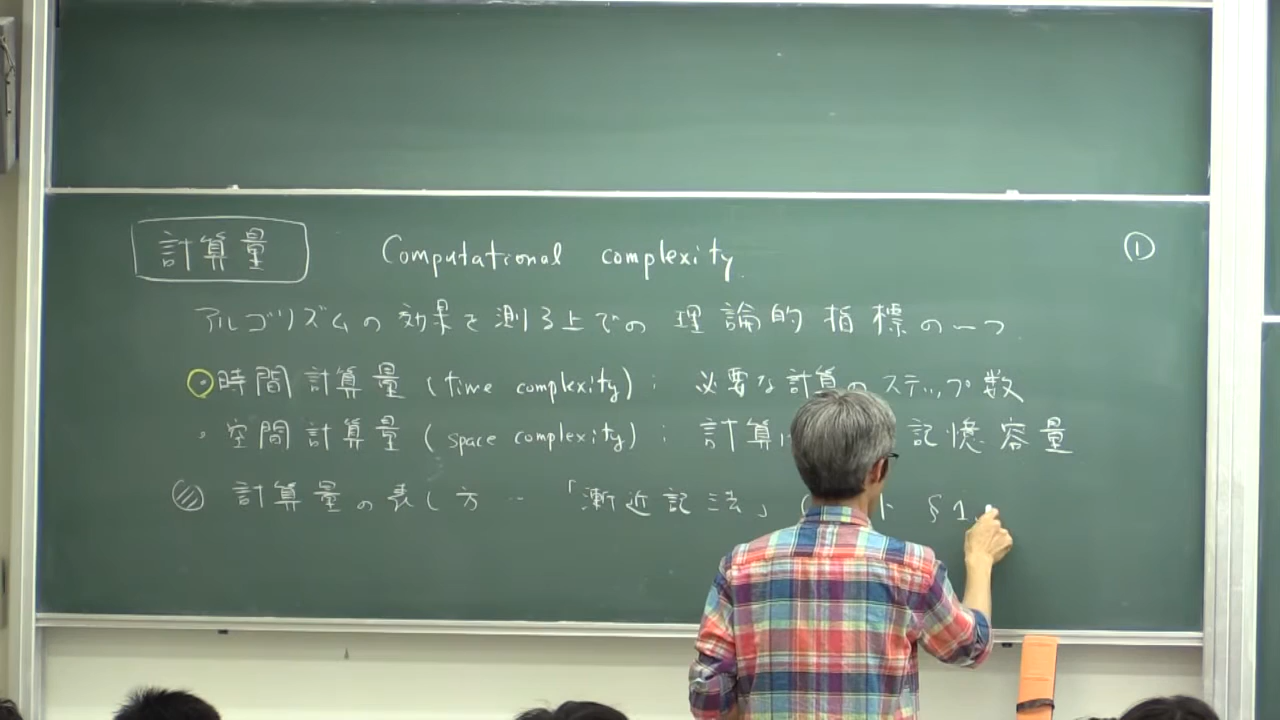 計算量 Computational complexity. ①
アルゴリズムの効果を測る上での 理論的指標の一つ
・時間計算量 (time complexity) : 必要な計算のステップ数
・空間計算量 (space complexity) : 計算 記憶容量
計算量の表し方 … 「漸近記法」 ( ト §1.